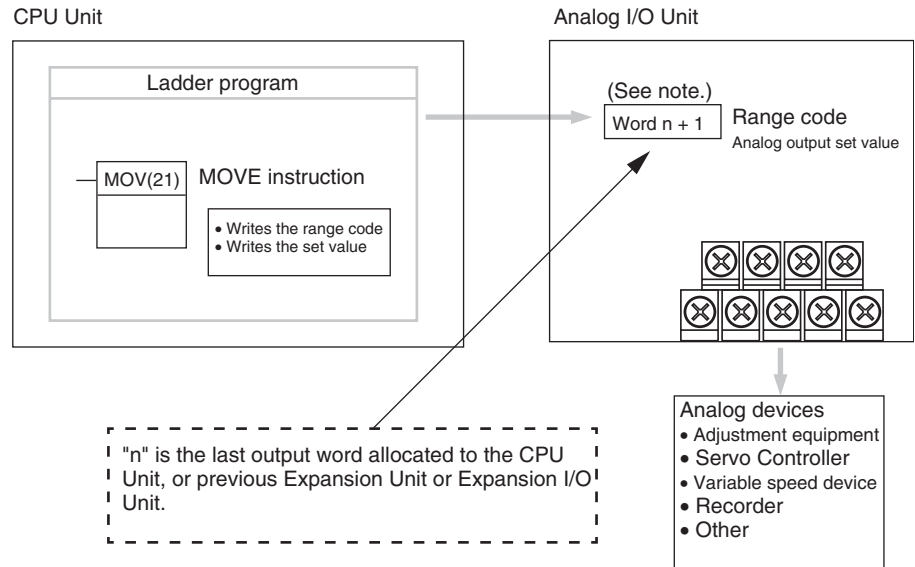 CPU Unit
Analog I/O Unit
Ladder program
MOV(21)
MOVE instruction
• Writes the range code
• Writes the set value
(See note.)
Word n + 1
Range code
Analog output set value
"n" is the last output word allocated to the CPU
Unit, or previous Expansion Unit or Expansion I/O
Unit.
Analog devices
• Adjustment equipment
• Servo Controller
• Variable speed device
• Recorder
• Other